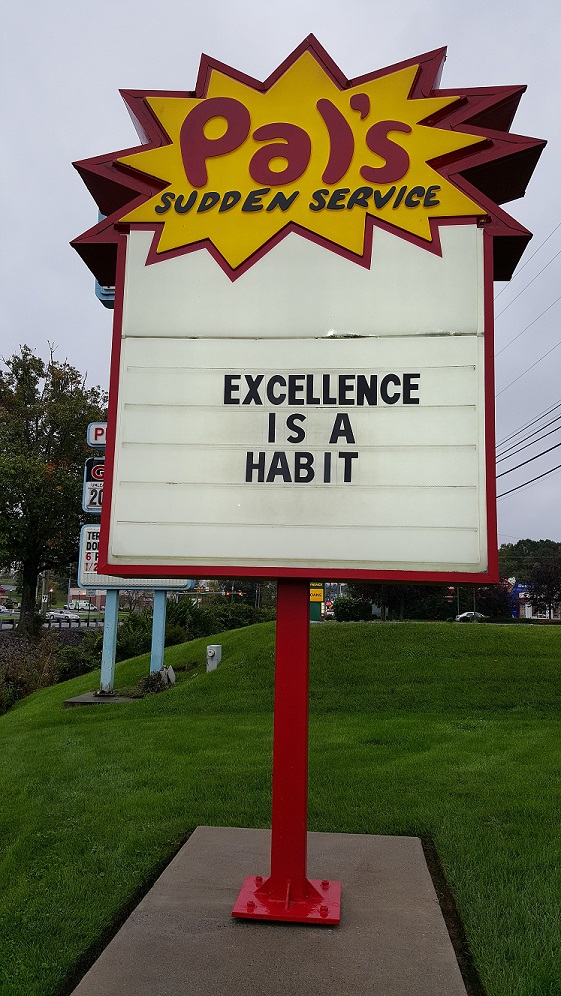 Pal's
SUDDEN SERVICE
EXCELLENCE
IS A
HABIT